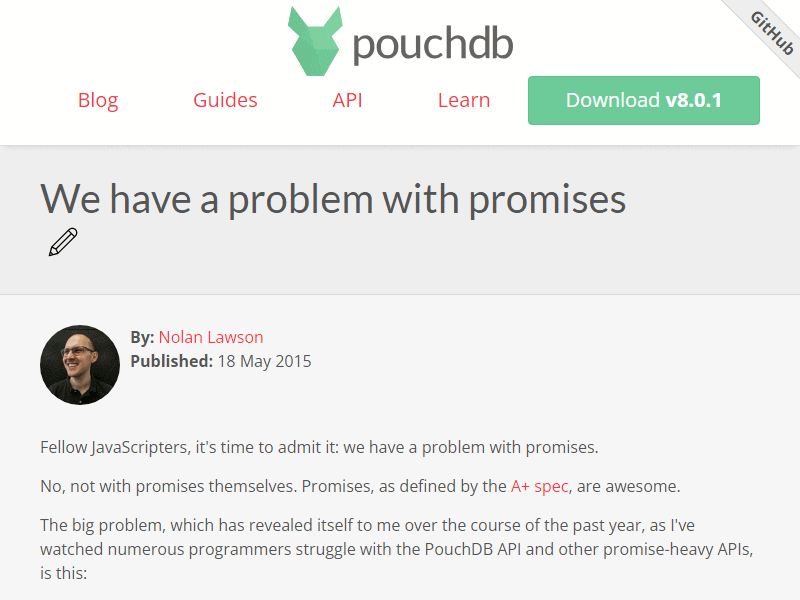 pouchdb
GitHub
Blog Guides API Learn Download v8.0.1
We have a problem with promises
By: Nolan Lawson
Published: 18 May 2015
Fellow JavaScripters, it's time to admit it: we have a problem with promises.
No, not with promises themselves. Promises, as defined by the A+ spec, are awesome.
The big problem, which has revealed itself to me over the course of the past year, as I've
watched numerous programmers struggle with the PouchDB API and other promise-heavy APIs,
is this: